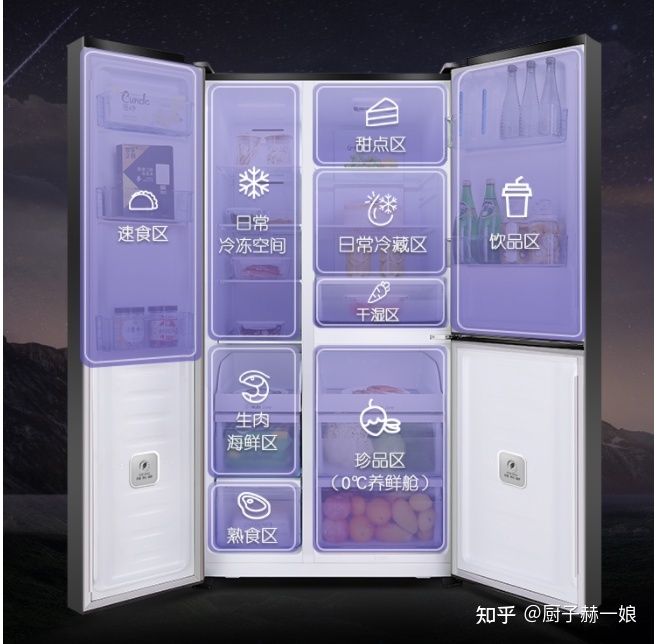 速食区
日常
冷冻空间
甜点区
日常冷藏区
干湿区
饮品区
生肉
海鲜区
熟食区
珍品区
（0℃养鲜舱）
知乎 @厨子赫一娘